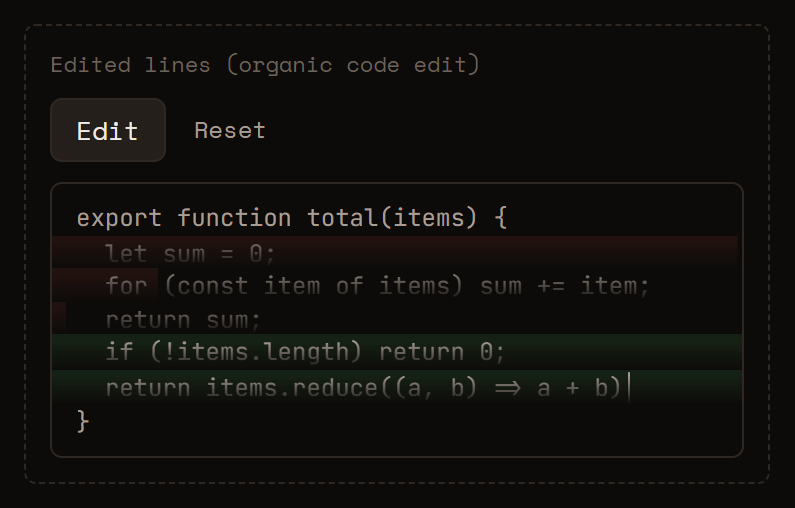 Edited lines (organic code edit)
Edit Reset
export function total(items) {
let sum = 0;
for (const item of items) sum += item;
return sum;
if (!items.length) return 0;
return items.reduce((a, b) => a + b)
}